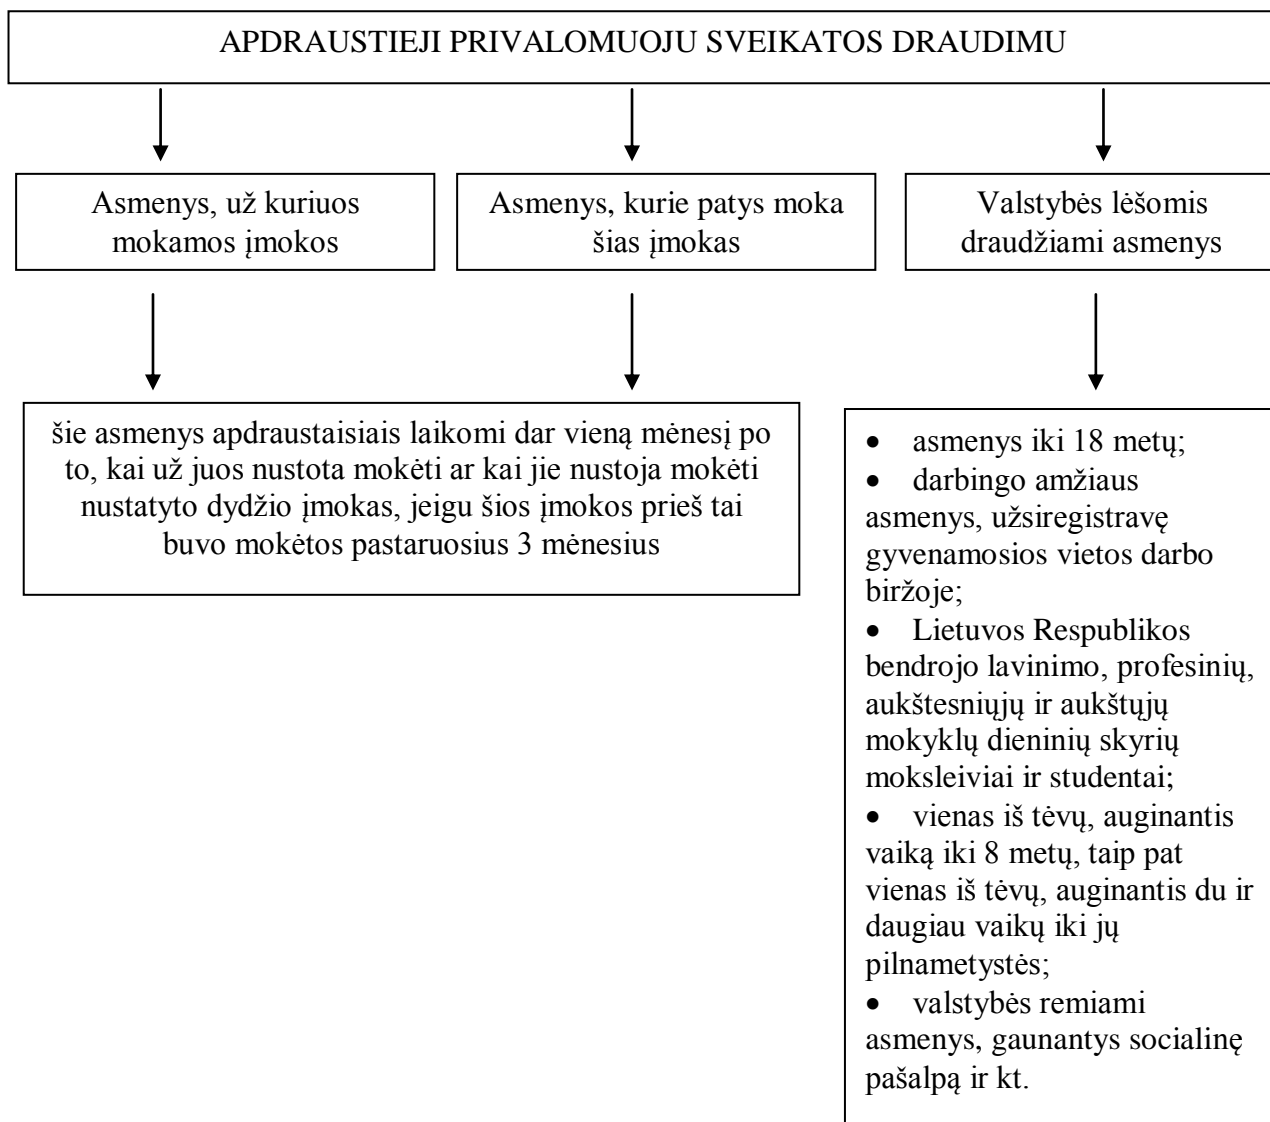 APDRAUSTIEJI PRIVALOMUOJU SVEIKATOS DRAUDIMU
Asmenys, už kuriuos
mokamos įmokos
Asmenys, kurie patys moka
šias įmokas
Valstybės lėšomis
draudžiami asmenys
šie asmenys apdraustaisiais laikomi dar vieną mėnesį po
to, kai už juos nustota mokėti ar kai jie nustoja mokėti
nustatyto dydžio įmokas, jeigu šios įmokos prieš tai
buvo mokėtos pastaruosius 3 mėnesius
• asmenys iki 18 metų;
• darbingo amžiaus
asmenys, užsiregistravę
gyvenamosios vietos darbo
biržoje;
• Lietuvos Respublikos
bendrojo lavinimo, profesinių,
aukštesniųjų ir aukštųjų
mokyklų dieninių skyrių
moksleiviai ir studentai;
• vienas iš tėvų, auginantis
vaiką iki 8 metų, taip pat
vienas iš tėvų, auginantis du ir
daugiau vaikų iki jų
pilnametystės;
• valstybės remiami
asmenys, gaunantys socialinę
pašalpą ir kt.